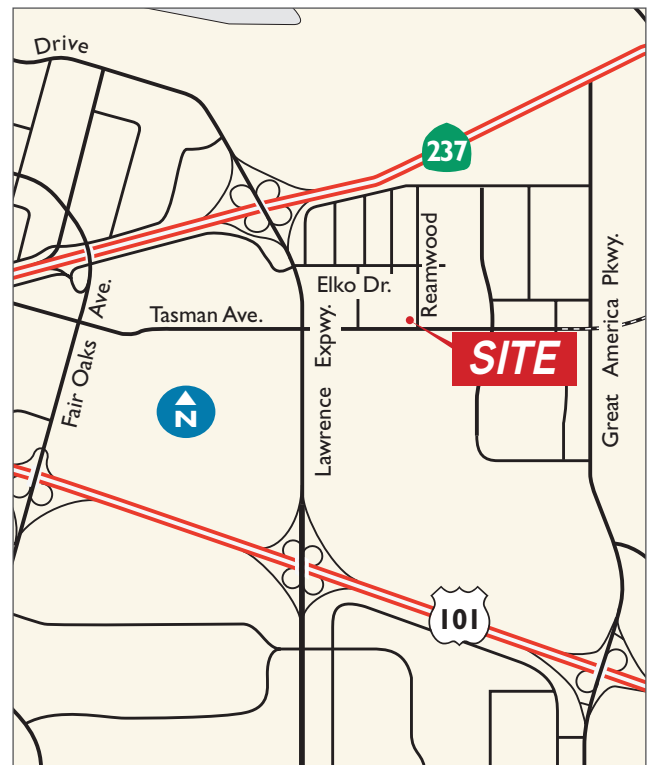 Drive
237
Elko Dr.
Reamwood
Tasman Ave.
Fair Oaks Ave.
Lawrence Expwy.
Great America Pkwy.
SITE
N
101